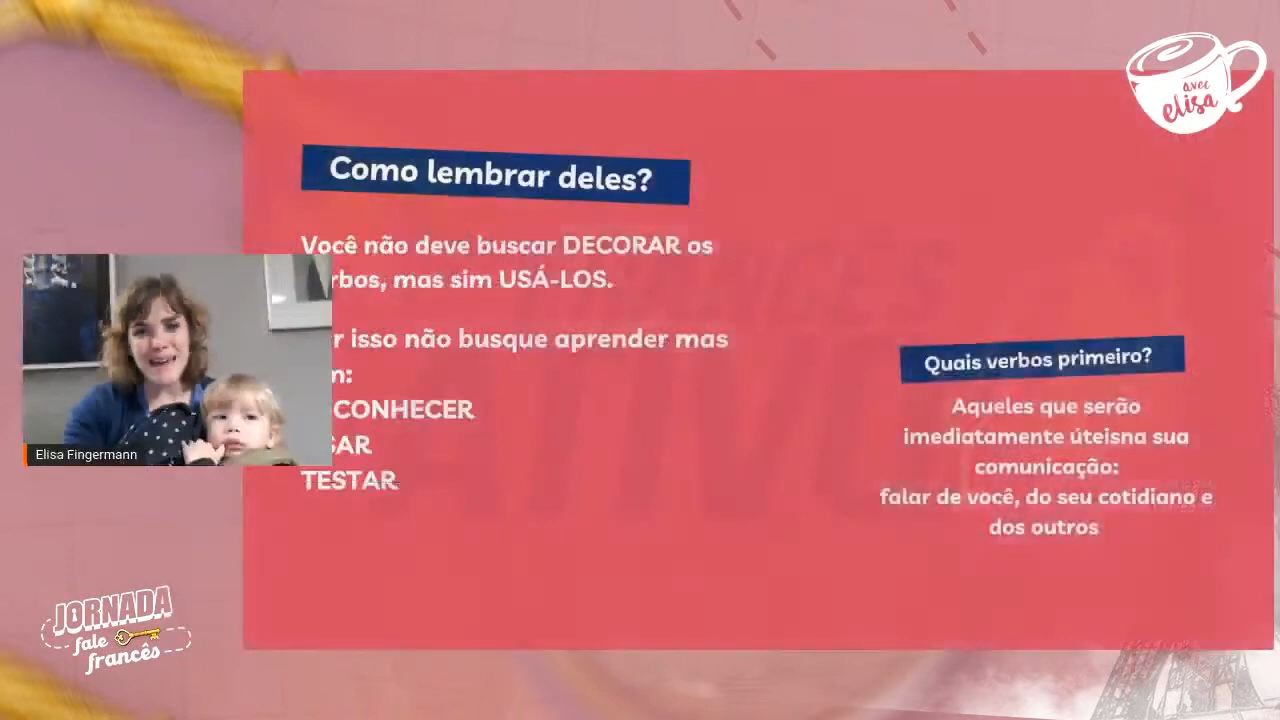 avec
elisa
Como lembrar deles?
Você não deve buscar DECORAR os
rbos, mas sim USÁ-LOS.
r isso não busque aprender mas
CONHECER
SAR
TESTAR
Elisa Fingermann
Quais verbos primeiro?
Aqueles que serão
imediatamente úteisna sua
comunicação:
falar de você, do seu cotidiano e
dos outros
JORNADA
fale
francês